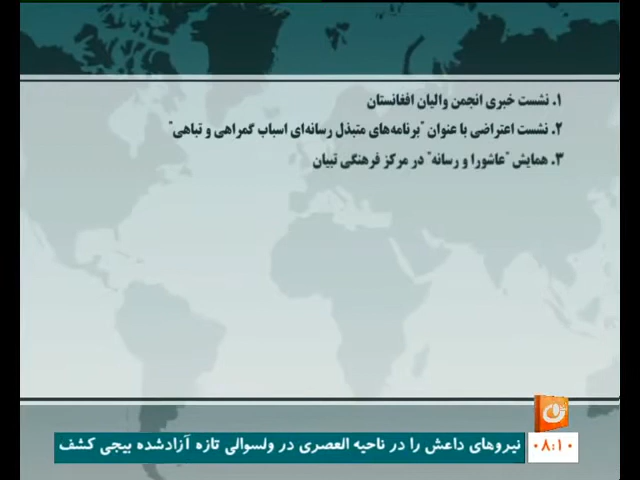 ۱. نشست خبری انجمن والیان افغانستان
۲. نشست اعتراضی با عنوان "برنامه‌های مبتذل رسانه‌ای اسباب گمراهی و تباهی"
۳. همایش "عاشورا و رسانه" در مرکز فرهنگی تبیان
نیروهای داعش را در ناحیه العصری در ولسوالی تازه آزادشده بیجی کشف
۰۸:۱۰